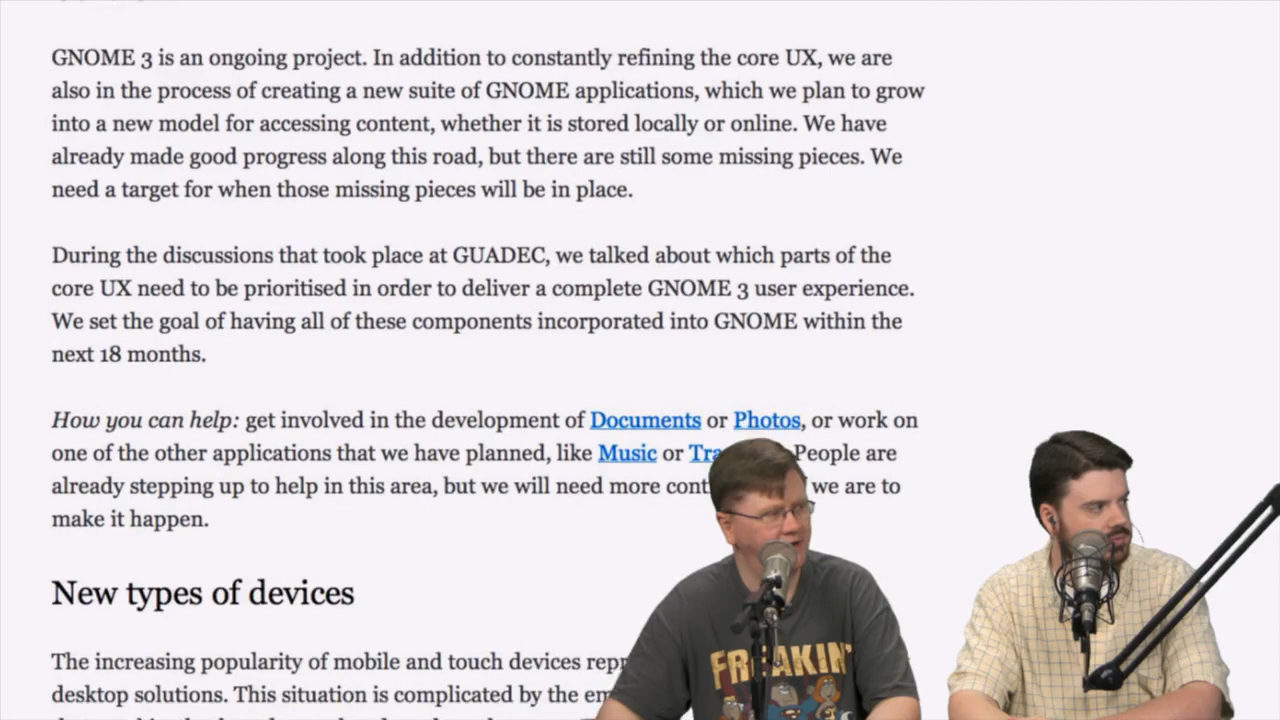 GNOME 3 is an ongoing project. In addition to constantly refining the core UX, we are
also in the process of creating a new suite of GNOME applications, which we plan to grow
into a new model for accessing content, whether it is stored locally or online. We have
already made good progress along this road, but there are still some missing pieces. We
need a target for when those missing pieces will be in place.
During the discussions that took place at GUADEC, we talked about which parts of the
core UX need to be prioritised in order to deliver a complete GNOME 3 user experience.
We set the goal of having all of these components incorporated into GNOME within the
next 18 months.
How you can help: get involved in the development of Documents or Photos, or work on
one of the other applications that we have planned, like Music or People are
already stepping up to help in this area, but we will need more we are to
make it happen.
New types of devices
The increasing popularity of mobile and touch devices
desktop solutions. This situation is complicated by the
FREAKIN'